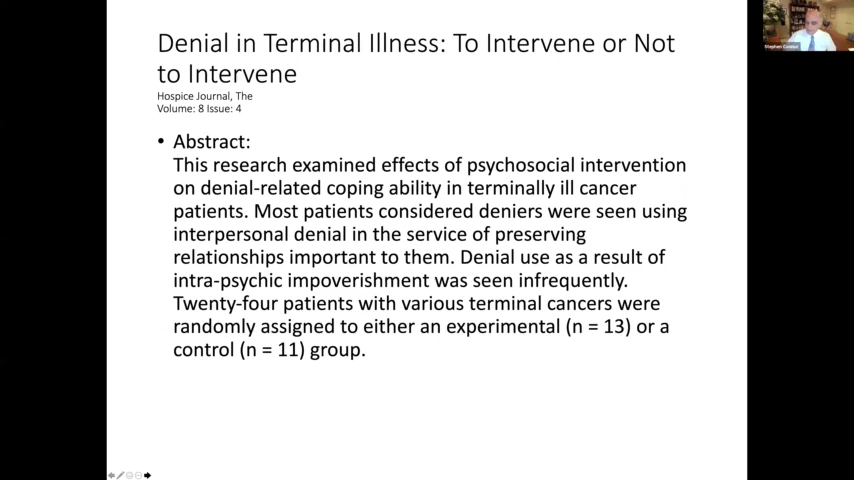 Denial in Terminal Illness: To Intervene or Not
to Intervene
Hospice Journal, The
Volume: 8 Issue: 4
• Abstract:
This research examined effects of psychosocial intervention
on denial-related coping ability in terminally ill cancer
patients. Most patients considered deniers were seen using
interpersonal denial in the service of preserving
relationships important to them. Denial use as a result of
intra-psychic impoverishment was seen infrequently.
Twenty-four patients with various terminal cancers were
randomly assigned to either an experimental (n = 13) or a
control (n = 11) group.
Stephen